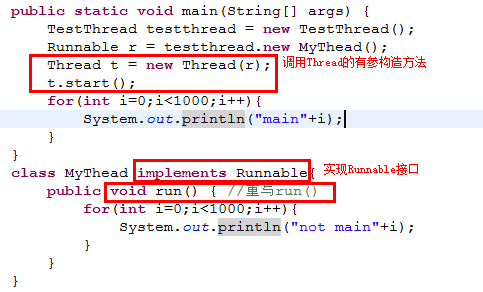 public static void main(String[] args) {
TestThread testthread = new TestThread();
Runnable r = testthread.new MyThead();
Thread t = new Thread(r); 调用Thread的有参构造方法
t.start();
for(int i=0;i<1000;i++){
System.out.println("main"+i);
}
}
class MyThead implements Runnable{ 实现Runnable接口
public void run() { //重与run()
for(int i=0;i<1000;i++){
System.out.println("not main"+i);
}
}
}